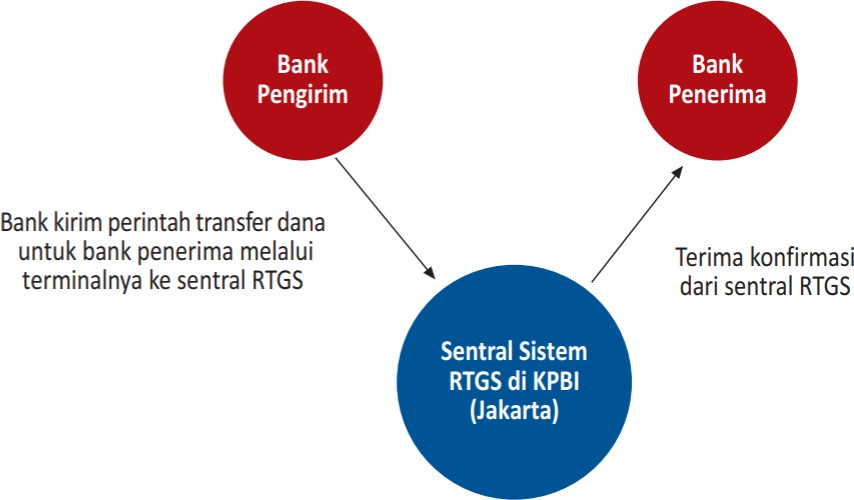 Bank
Pengirim
Bank
Penerima
Bank kirim perintah transfer dana
untuk bank penerima melalui
terminalnya ke sentral RTGS
Terima konfirmasi
dari sentral RTGS
Sentral Sistem
RTGS di KPBI
(Jakarta)